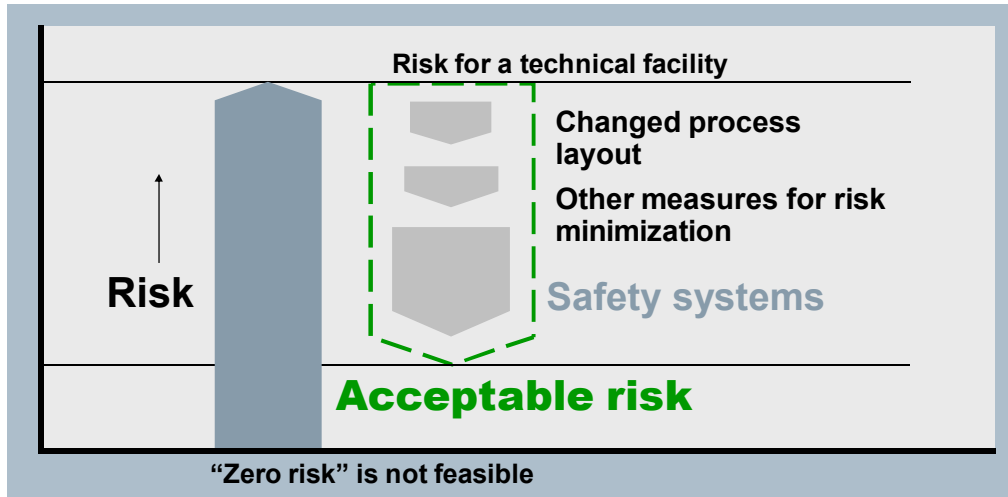 Risk for a technical facility
Changed process
layout
Other measures for risk
minimization
Risk
Safety systems
Acceptable risk
“Zero risk” is not feasible